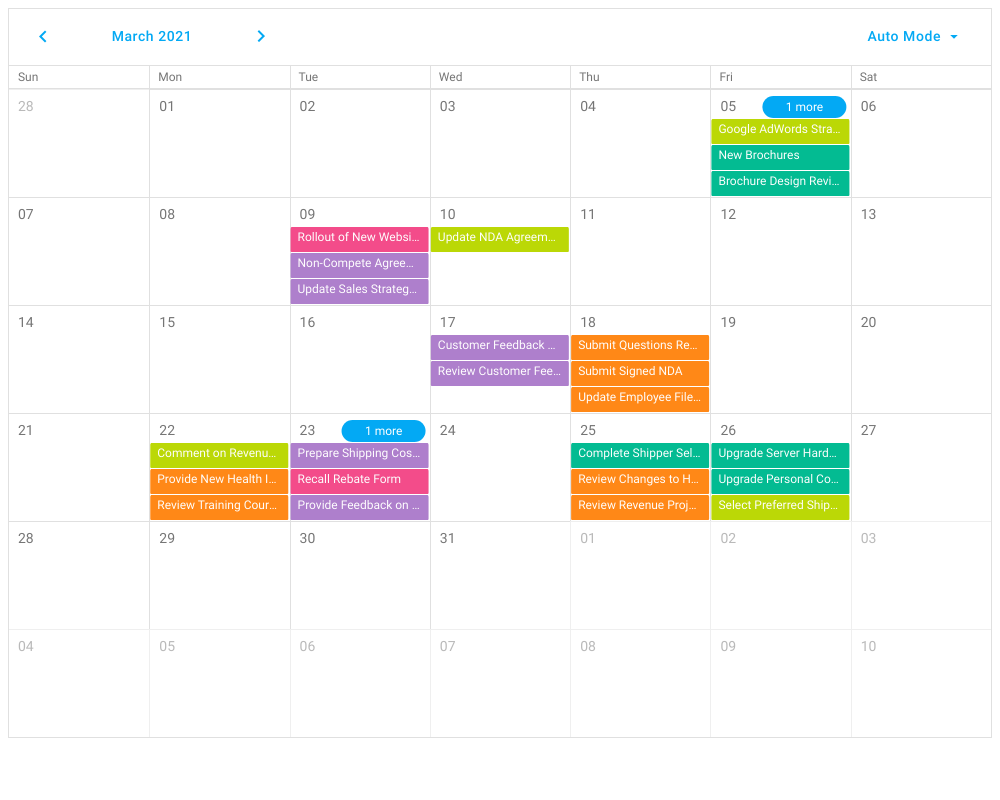 March 2021
Auto Mode
Sun Mon Tue Wed Thu Fri Sat
28 01 02 03 04 05 1 more 06
Google AdWords Stra...
New Brochures
Brochure Design Revi...
07 08 09 10 11 12 13
Rollout of New Websi... Update NDA Agreem...
Non-Compete Agree...
Update Sales Strateg...
14 15 16 17 18 19 20
Customer Feedback ... Submit Questions Re...
Review Customer Fee... Submit Signed NDA
Update Employee File...
21 22 23 1 more 24 25 26 27
Comment on Revenu... Prepare Shipping Cos... Complete Shipper Sel... Upgrade Server Hard...
Provide New Health I... Recall Rebate Form Review Changes to H... Upgrade Personal Co...
Review Training Cour... Provide Feedback on ... Review Revenue Proj... Select Preferred Ship...
28 29 30 31 01 02 03
04 05 06 07 08 09 10